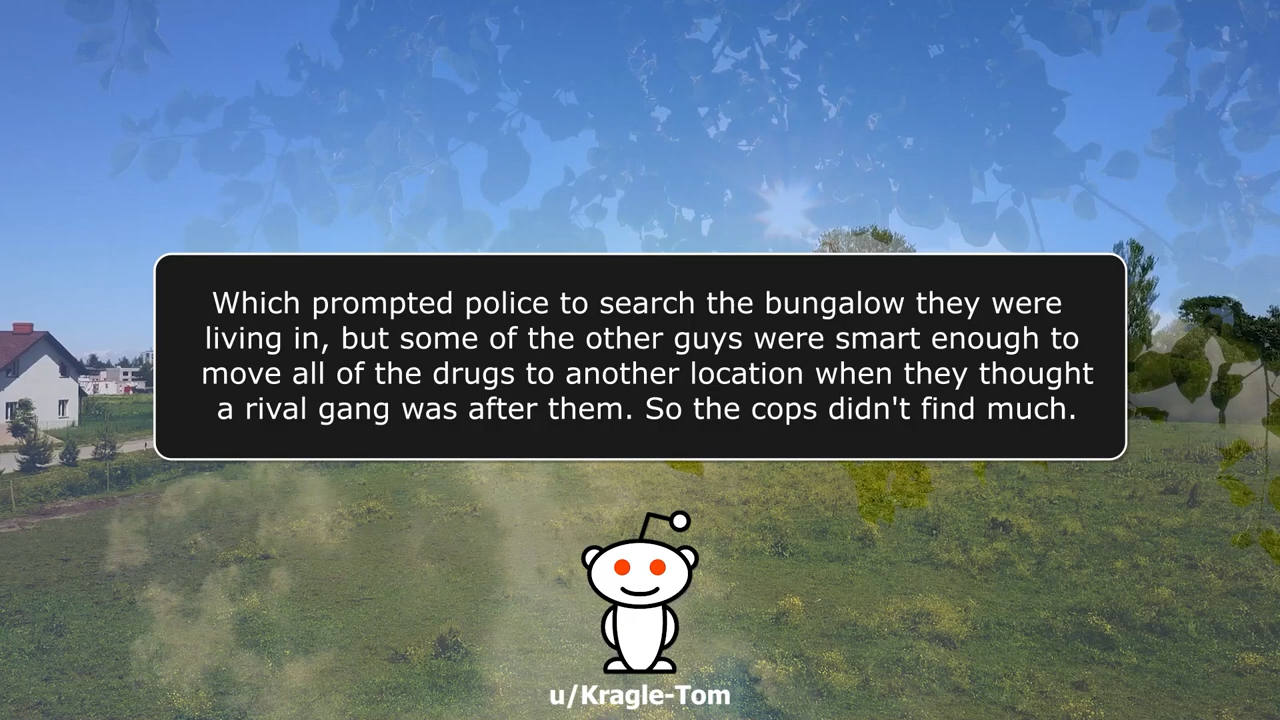 Which prompted police to search the bungalow they were
living in, but some of the other guys were smart enough to
move all of the drugs to another location when they thought
a rival gang was after them. So the cops didn't find much.
u/Kragle-Tom